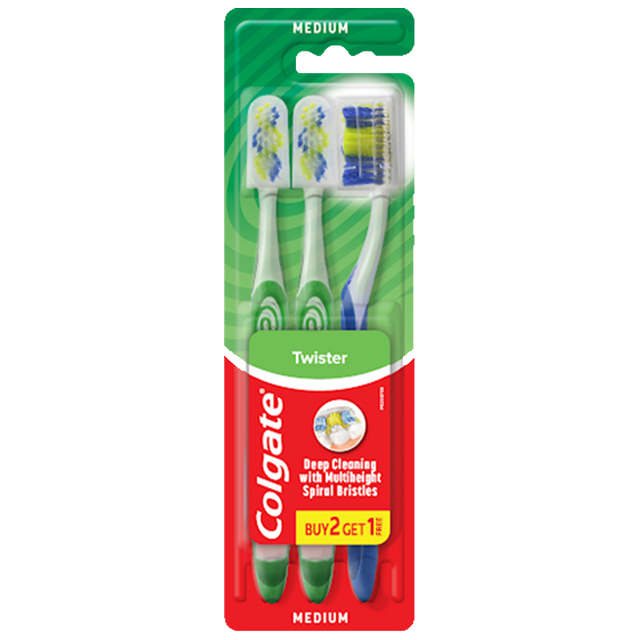 MEDIUM
Twister
Colgate®
Deep Cleaning
with Multiheight
Spiral Bristles
BUY 2 GET 1 FREE
MEDIUM